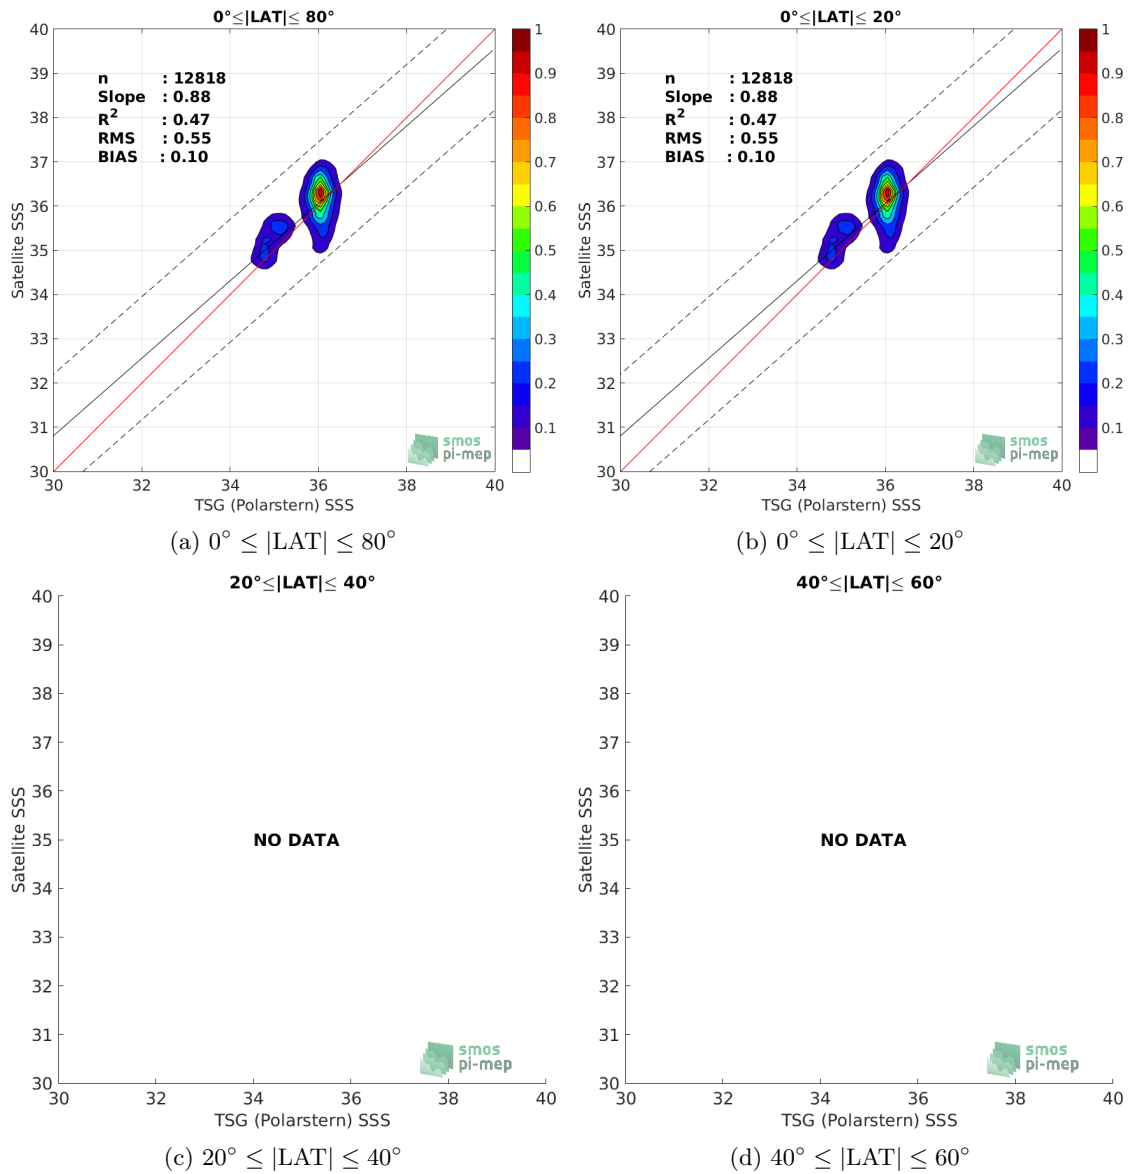 0°≤|LAT|≤ 80°
40
39
38
37
36
35
34
33
32
31
30
n : 12818
Slope : 0.88
R2 : 0.47
RMS : 0.55
BIAS : 0.10
Satellite SSS
smos
pi-mep
30 32 34 36 38 40
TSG (Polarstern) SSS
1
0.9
0.8
0.7
0.6
0.5
0.4
0.3
0.2
0.1
(a) 0° ≤ |LAT| ≤ 80°
0°≤|LAT|≤ 20°
40
39
38
37
36
35
34
33
32
31
30
n : 12818
Slope : 0.88
R2 : 0.47
RMS : 0.55
BIAS : 0.10
Satellite SSS
smos
pi-mep
30 32 34 36 38 40
TSG (Polarstern) SSS
1
0.9
0.8
0.7
0.6
0.5
0.4
0.3
0.2
0.1
(b) 0° ≤ |LAT| ≤ 20°
20°≤|LAT|≤ 40°
40
39
38
37
36
35
34
33
32
31
30
Satellite SSS
NO DATA
smos
pi-mep
30 32 34 36 38 40
TSG (Polarstern) SSS
(c) 20° ≤ |LAT| ≤ 40°
40°≤|LAT|≤ 60°
40
39
38
37
36
35
34
33
32
31
30
Satellite SSS
NO DATA
smos
pi-mep
30 32 34 36 38 40
TSG (Polarstern) SSS
(d) 40° ≤ |LAT| ≤ 60°